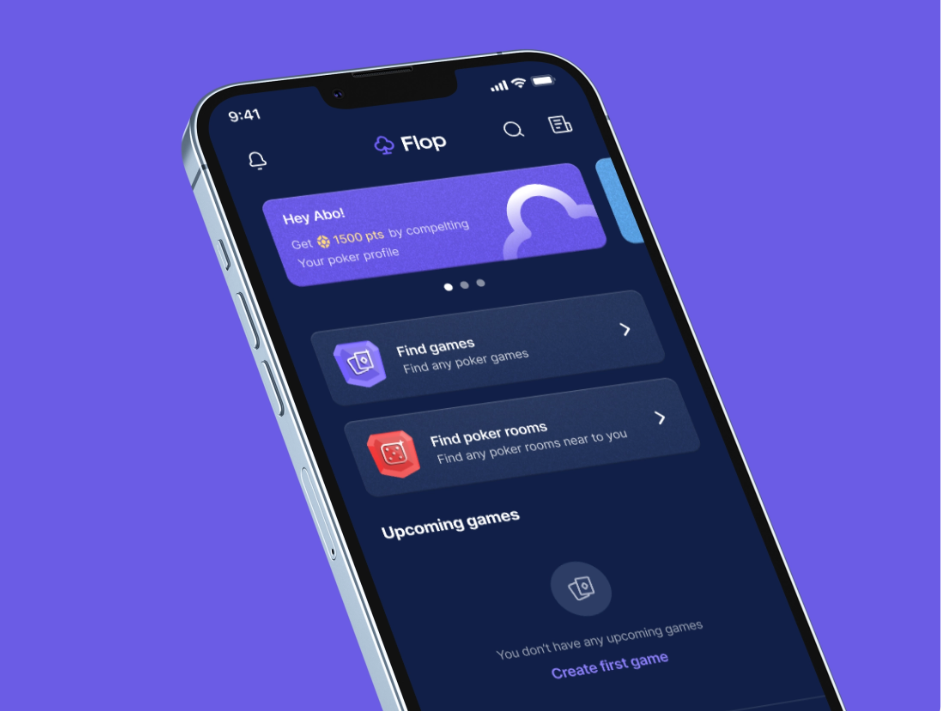 9:41
Flop
Hey Abo!
Get 1500 pts by compelting
Your poker profile
Find games
Find any poker games
Find poker rooms
Find any poker rooms near to you
Upcoming games
You don't have any upcoming games
Create first game